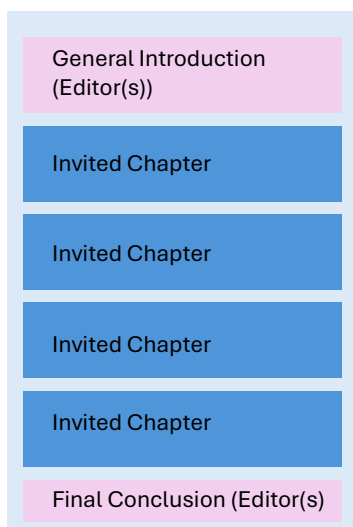 General Introduction
(Editor(s))
Invited Chapter
Invited Chapter
Invited Chapter
Invited Chapter
Final Conclusion (Editor(s)